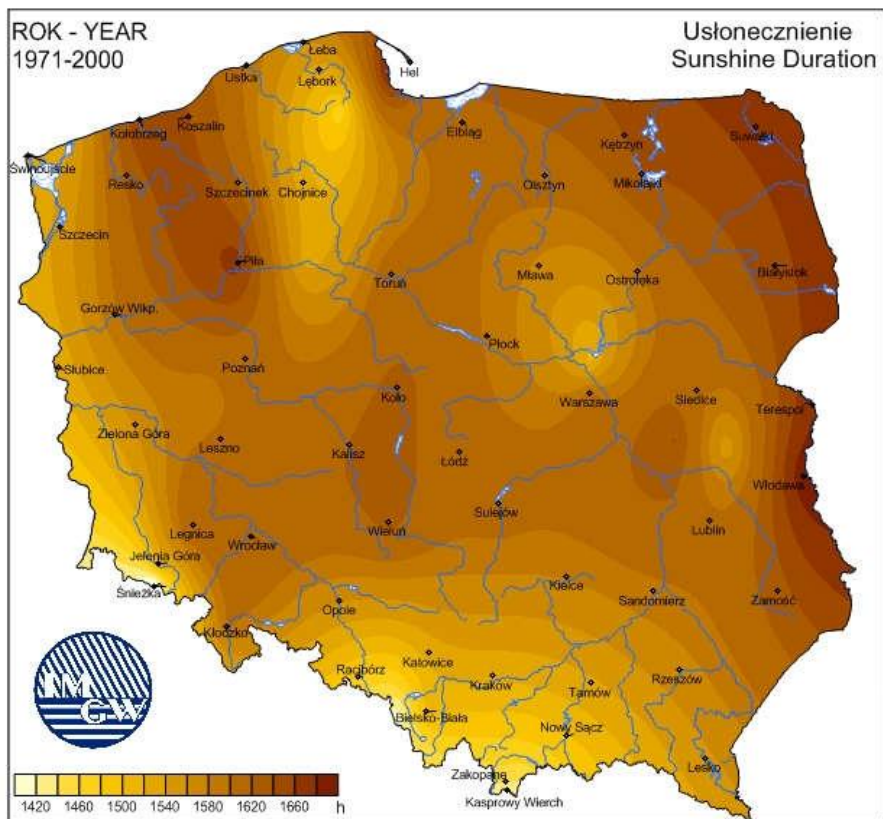 ROK - YEAR
1971-2000
Usłonecznienie
Sunshine Duration
Łeba
Ustka
Lębork
Hel
Koszalin
Kołobrzeg
Elbląg
Kętrzyn
Suwałki
Świnoujście
Resko
Szczecinek
Chojnice
Olsztyn
Mikołajki
Szczecin
Piła
Toruń
Mława
Ostrołęka
Białystok
Gorzów Wlkp.
Płock
Słubice
Poznań
Koło
Warszawa
Siedlce
Terespol
Zielona Góra
Leszno
Kalisz
Łódź
Włodawa
Sulejów
Legnica
Wrocław
Wieluń
Lublin
Jelenia Góra
Śnieżka
Opole
Kielce
Sandomierz
Zamość
Kłodzko
Racibórz
Katowice
Kraków
Tarnów
Rzeszów
Bielsko-Biała
Nowy Sącz
Lesko
Zakopane
Kasprowy Wierch
IM
GW
1420 1460 1500 1540 1580 1620 1660 h